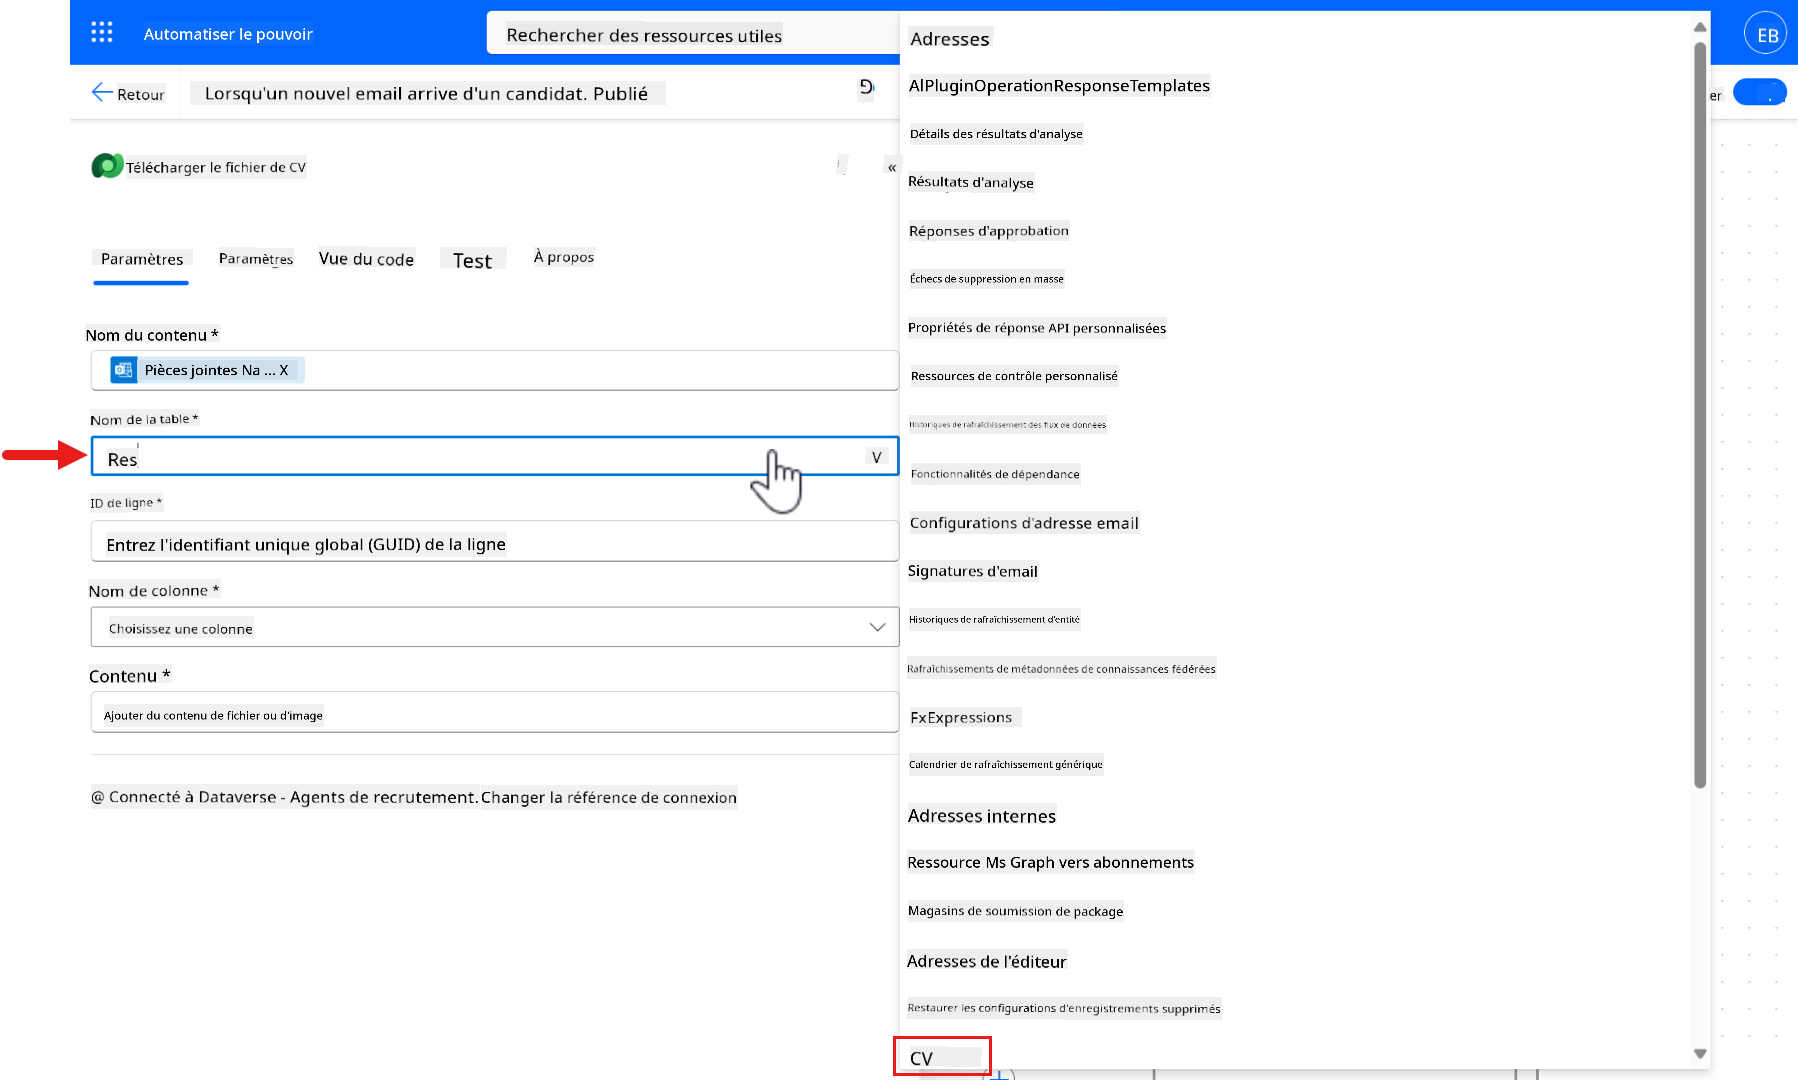 Automatiser le pouvoir
Rechercher des ressources utiles
EB
Retour
Lorsqu'un nouvel email arrive d'un candidat. Publié
er
Télécharger le fichier de CV
«
Paramètres
Paramètres
Vue du code
Test
À propos
Nom du contenu *
Pièces jointes Na ... X
Nom de la table *
Res
V
ID de ligne *
Entrez l'identifiant unique global (GUID) de la ligne
Nom de colonne *
Choisissez une colonne
Contenu *
Ajouter du contenu de fichier ou d'image
@ Connecté à Dataverse - Agents de recrutement. Changer la référence de connexion
Adresses
AlPluginOperationResponseTemplates
Détails des résultats d'analyse
Résultats d'analyse
Réponses d'approbation
Échecs de suppression en masse
Propriétés de réponse API personnalisées
Ressources de contrôle personnalisé
Historiques de rafraîchissement des flux de données
Fonctionnalités de dépendance
Configurations d'adresse email
Signatures d'email
Historiques de rafraîchissement d'entité
Rafraîchissements de métadonnées de connaissances fédérées
FxExpressions
Calendrier de rafraîchissement générique
Adresses internes
Ressource Ms Graph vers abonnements
Magasins de soumission de package
Adresses de l'éditeur
Restaurer les configurations d'enregistrements supprimés
CV